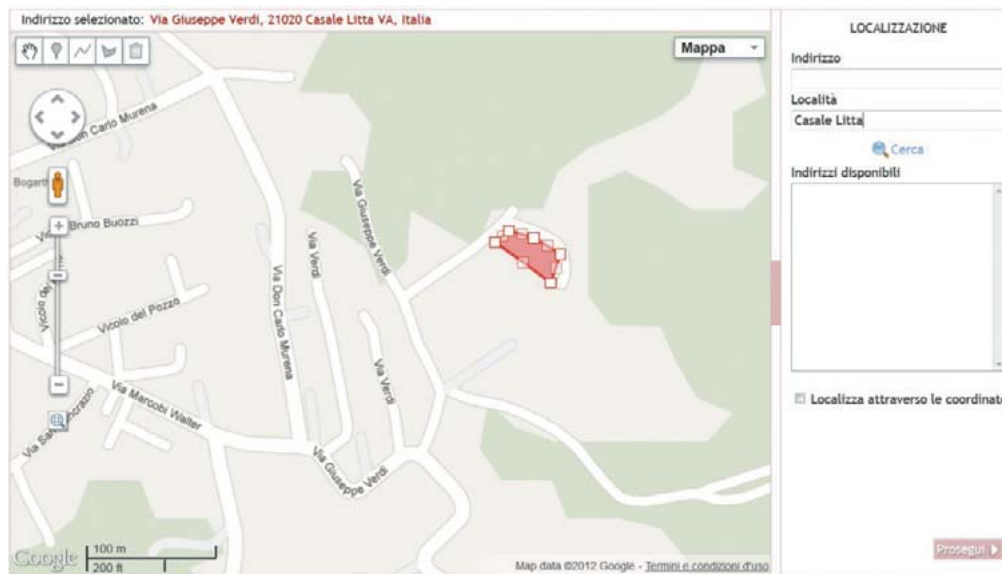 Indirizzo selezionato: Via Giuseppe Verdi, 21020 Casale Litta VA, Italia
Mappa
Via Don Carlo Murena
Via Bruno Buozzi
Vicolo del Pozzo
Via Marcobi Walter
Via Don Carlo Murena
Via Verdi
Via Giuseppe Verdi
Via Verdi
Via Giuseppe Verdi
Google
100 m
200 ft
Map data ©2012 Google - Termini e condizioni d'uso
LOCALIZZAZIONE
Indirizzo
Località
Casale Litta
Cerca
Indirizzi disponibili
Localizza attraverso le coordinate
Prosegui